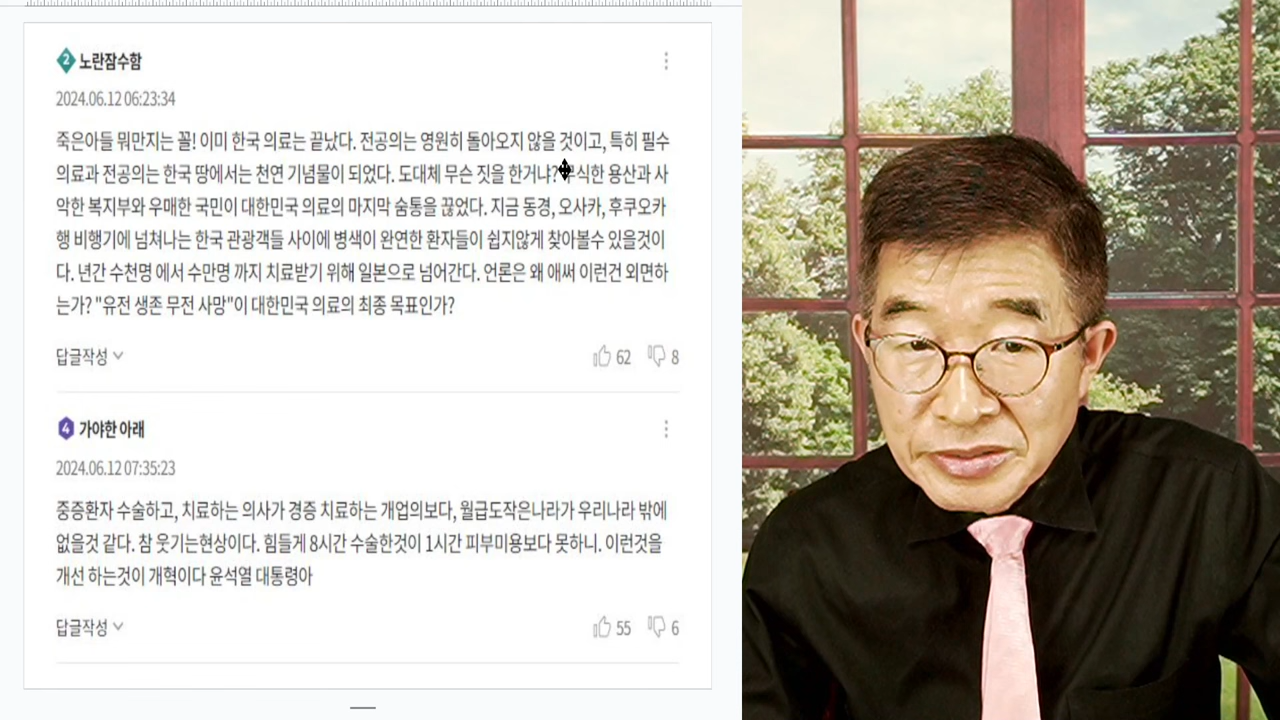 2 노란잠수함
2024.06.12 06:23:34
죽은아들 뭐만지는 꼴! 이미 한국 의료는 끝났다. 전공의는 영원히 돌아오지 않을 것이고, 특히 필수
의료과 전공의는 한국 땅에서는 천연 기념물이 되었다. 도대체 무슨 짓을 한거냐? 용산과 사
악한 복지부와 우매한 국민이 대한민국 의료의 마지막 숨통을 끊었다. 지금 동경, 오사카, 후쿠오카
행 비행기에 넘쳐나는 한국 관광객들 사이에 병색이 완연한 환자들이 쉽지않게 찾아볼수 있을것이
다. 년간 수천명 에서 수만명 까지 치료받기 위해 일본으로 넘어간다. 언론은 왜 애써 이런건 외면하
는가? "유전 생존 무전 사망"이 대한민국 의료의 최종 목표인가?
답글작성 62 8
4 가야한 아래
2024.06.12 07:35:23
중증환자 수술하고, 치료하는 의사가 경증 치료하는 개업의보다, 월급도작은나라가 우리나라 밖에
없을것 같다. 참 웃기는현상이다. 힘들게 8시간 수술한것이 1시간 피부미용보다 못하니. 이런것을
개선 하는것이 개혁이다 윤석열 대통령아
답글작성 55 6